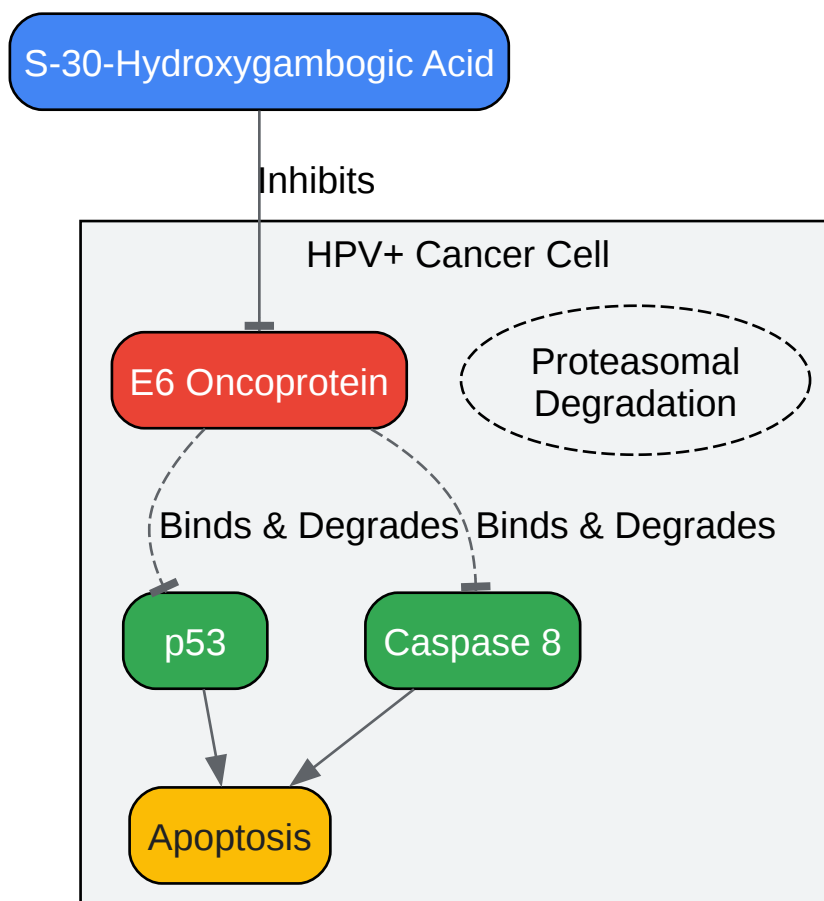 S-30-Hydroxygambogic Acid
Inhibits
HPV+ Cancer Cell
E6 Oncoprotein
Proteasomal
Degradation
Binds & Degrades
Binds & Degrades
p53
Caspase 8
Apoptosis